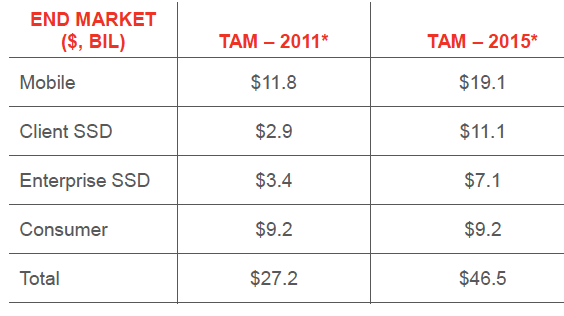 END MARKET
($, BIL) TAM – 2011* TAM – 2015*
Mobile $11.8 $19.1
Client SSD $2.9 $11.1
Enterprise SSD $3.4 $7.1
Consumer $9.2 $9.2
Total $27.2 $46.5